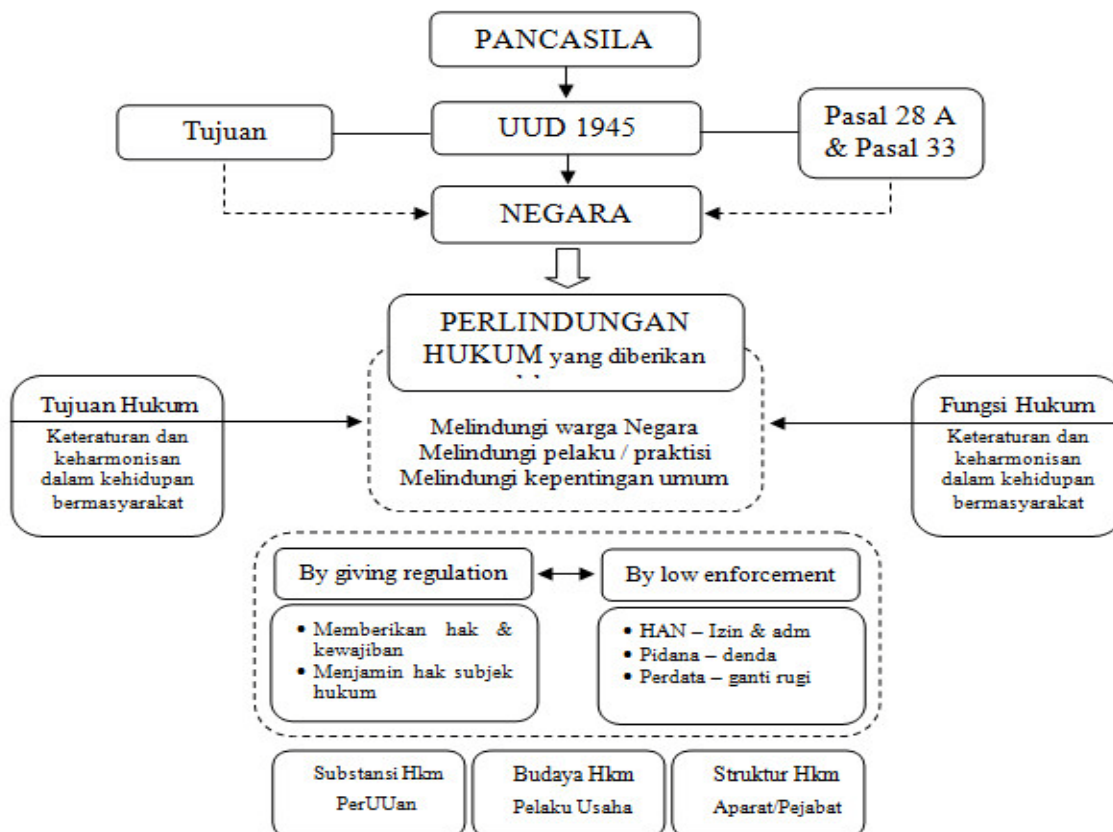 PANCASILA
Tujuan
UUD 1945
Pasal 28 A
& Pasal 33
NEGARA
PERLINDUNGAN
HUKUM yang diberikan
Melindungi warga Negara
Melindungi pelaku / praktisi
Melindungi kepentingan umum
Tujuan Hukum
Keteraturan dan
keharmonisan
dalam kehidupan
bermasyarakat
Fungsi Hukum
Keteraturan dan
keharmonisan
dalam kehidupan
bermasyarakat
By giving regulation
• Memberikan hak &
kewajiban
• Menjamin hak subjek
hukum
By low enforcement
• HAN – Izin & adm
• Pidana – denda
• Perdata – ganti rugi
Substansi Hkm
PerUUan
Budaya Hkm
Pelaku Usaha
Struktur Hkm
Aparat/Pejabat